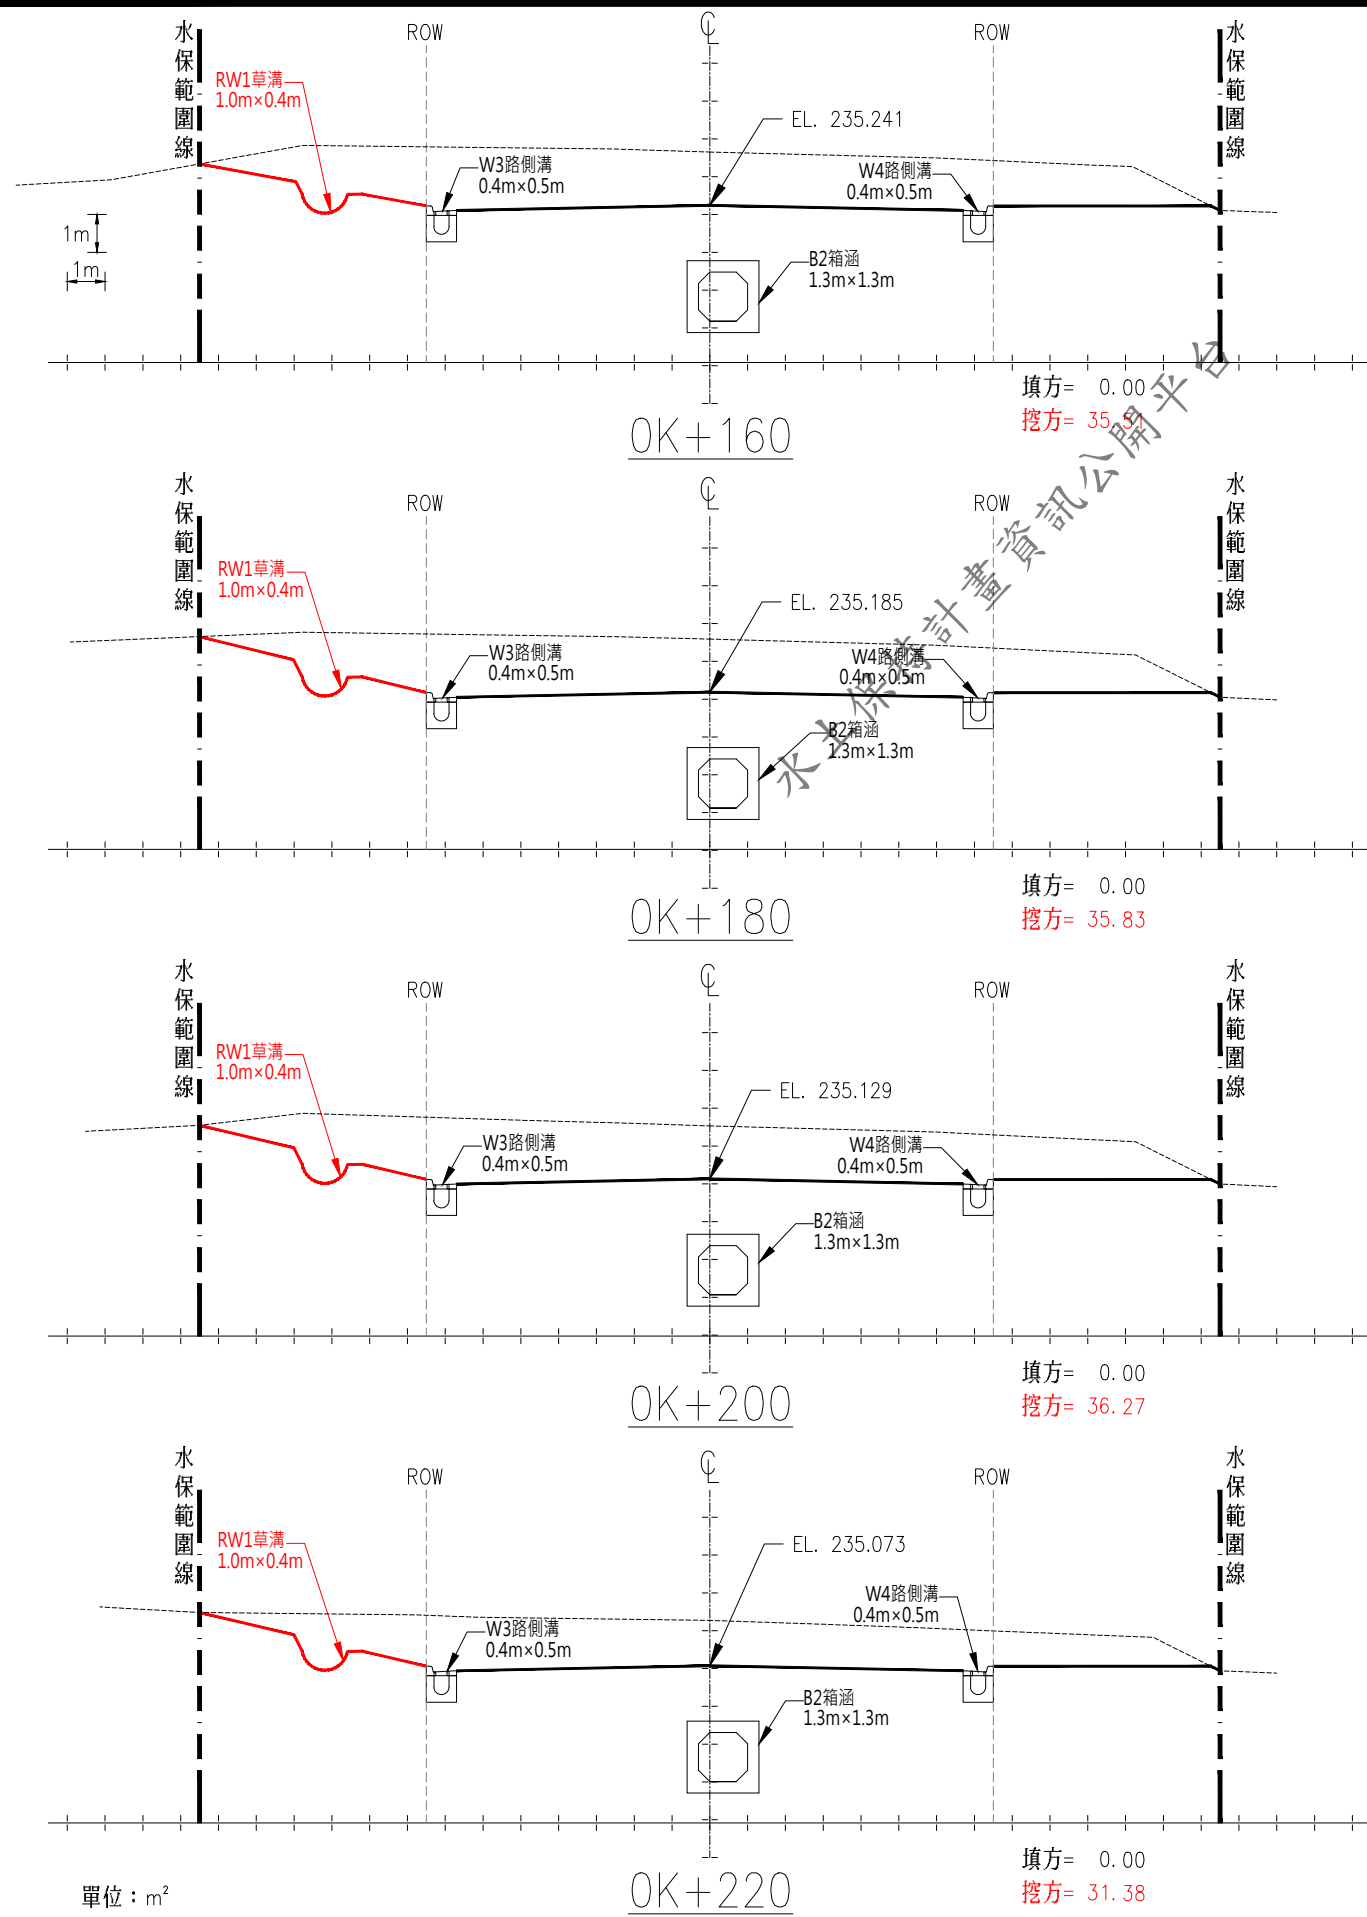 水保範圍線
ROW
℄
ROW
水保範圍線
RW1草溝
1.0m×0.4m
EL. 235.241
W3路側溝
0.4m×0.5m
W4路側溝
0.4m×0.5m
1m
1m
B2箱涵
1.3m×1.3m
填方= 0.00
挖方= 35.51
0K+160
水土保持計畫資訊公開平台
水保範圍線
ROW
℄
ROW
水保範圍線
RW1草溝
1.0m×0.4m
EL. 235.185
W3路側溝
0.4m×0.5m
W4路側溝
0.4m×0.5m
B2箱涵
1.3m×1.3m
填方= 0.00
挖方= 35.83
0K+180
水保範圍線
ROW
℄
ROW
水保範圍線
RW1草溝
1.0m×0.4m
EL. 235.129
W3路側溝
0.4m×0.5m
W4路側溝
0.4m×0.5m
B2箱涵
1.3m×1.3m
填方= 0.00
挖方= 36.27
0K+200
水保範圍線
ROW
℄
ROW
水保範圍線
RW1草溝
1.0m×0.4m
EL. 235.073
W3路側溝
0.4m×0.5m
W4路側溝
0.4m×0.5m
B2箱涵
1.3m×1.3m
填方= 0.00
挖方= 31.38
0K+220
單位：m²